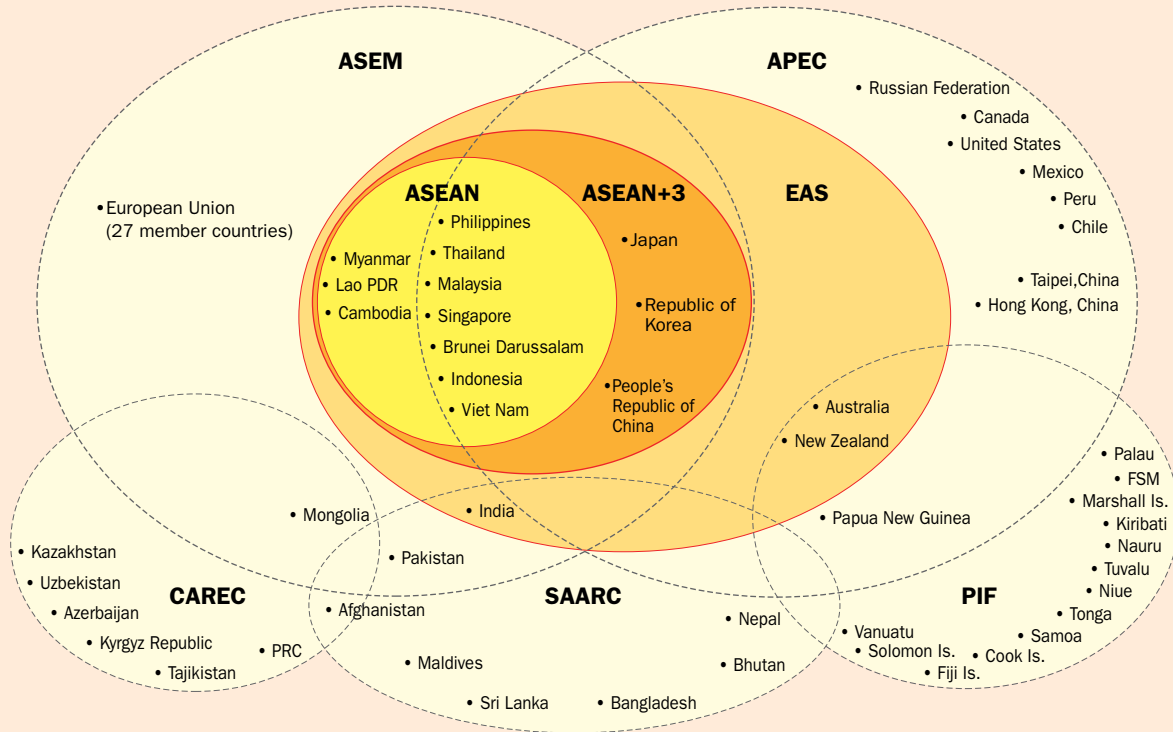 ASEM
APEC
• Russian Federation
• Canada
• United States
• Mexico
• Peru
• Chile
• Taipei,China
• Hong Kong, China
ASEAN
ASEAN+3
EAS
• European Union
(27 member countries)
• Philippines
• Thailand
• Malaysia
• Singapore
• Brunei Darussalam
• Indonesia
• Viet Nam
• Myanmar
• Lao PDR
• Cambodia
• Japan
• Republic of
Korea
• People's
Republic of
China
• Australia
• New Zealand
• Papua New Guinea
• India
• Mongolia
• Pakistan
• Afghanistan
• Kazakhstan
• Uzbekistan
• Azerbaijan
• Kyrgyz Republic
• Tajikistan
• PRC
CAREC
SAARC
• Nepal
• Bhutan
• Maldives
• Sri Lanka
• Bangladesh
PIF
• Palau
• FSM
• Marshall Is.
• Kiribati
• Nauru
• Tuvalu
• Niue
• Tonga
• Samoa
• Cook Is.
• Fiji Is.
• Vanuatu
• Solomon Is.